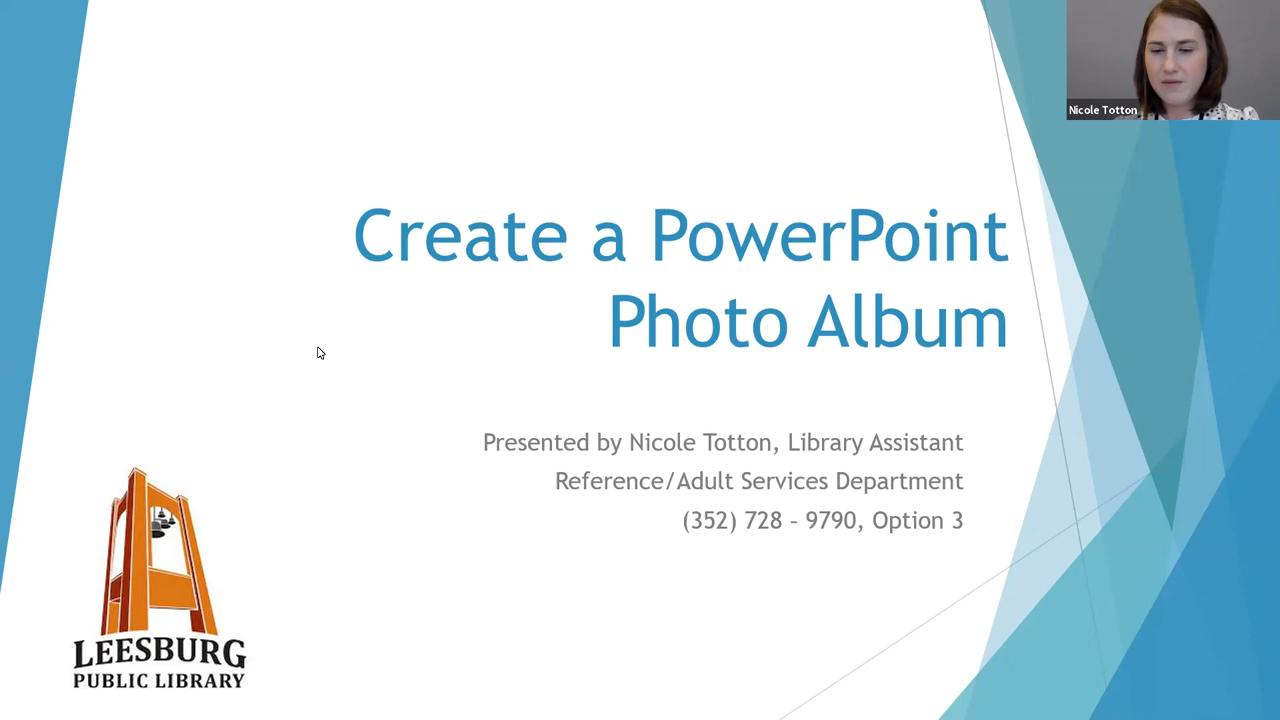 Nicole Totton
Create a PowerPoint
Photo Album
Presented by Nicole Totton, Library Assistant
Reference/Adult Services Department
(352) 728 – 9790, Option 3
LEESBURG
PUBLIC LIBRARY